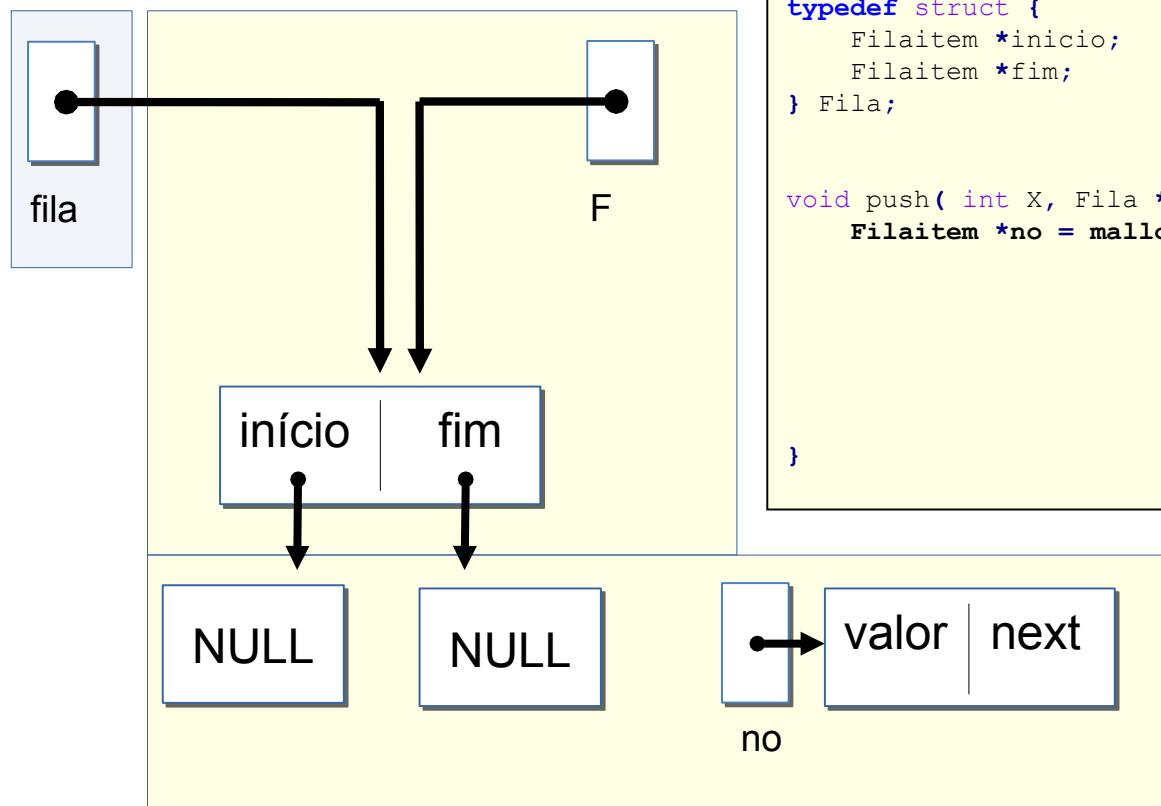 typedef struct {
Filaitem *inicio;
Filaitem *fim;
} Fila;
void push( int X, Fila *
Filaitem *no = mallo
}
fila
F
início fim
NULL NULL valor next
no